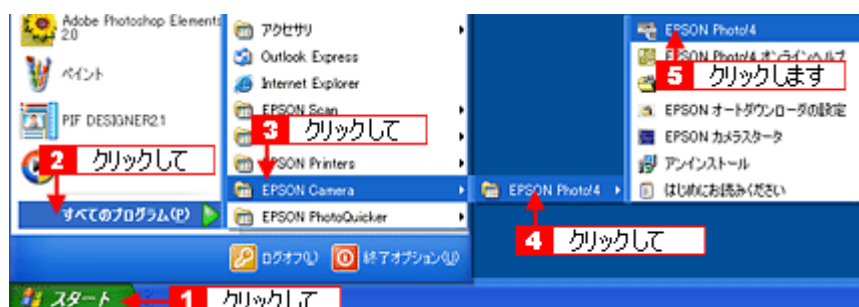 Adobe Photoshop Elements
2.0
ペイント
PIF DESIGNER2.1
2 クリックして
すべてのプログラム(P)
アクセサリ
Outlook Express
Internet Explorer
EPSON Scan
3 クリックして
EPSON Printers
EPSON Camera
EPSON PhotoQuicker
ログオフ(L)
終了オプション(U)
スタート
1 クリックして
EPSON Photo!4
4 クリックして
EPSON Photo!4
EPSON Photo!4 オンラインヘルプ
5 クリックします
EPSON オートダウンローダの設定
EPSON カメラスタータ
アンインストール
はじめにお読みください